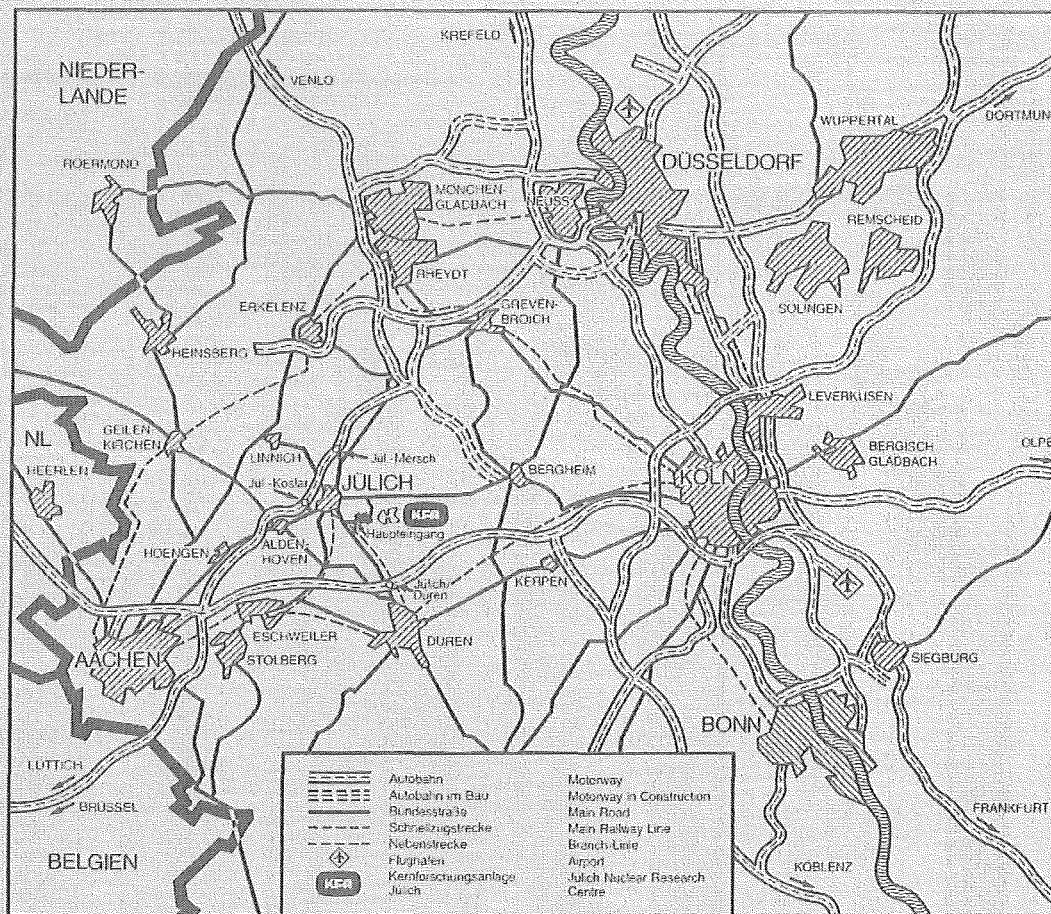 NIEDER-
LANDE
VENLO
KREFELD
WUPPERTAL
DORTMUN
ROERMOND
MÖNCHEN-
GLADBACH
NEUSS
DÜSSELDORF
REMSCHEID
RHEYDT
SOLINGEN
ERKELENZ
GREVEN-
BROICH
HEINSBERG
LEVERKUSEN
NL
GEILEN-
KIRCHEN
HEERLEN
LINNICH
Jül.-Mersch
BERGHEIM
KÖLN
BERGISCH
GLADBACH
OLPE
Jül.-Koslar
JÜLICH
KFA
Haupteingang
HOENGEN
ALDEN-
HOVEN
Jülich/
Düren
KERPEN
AACHEN
ESCHWEILER
STOLBERG
DÜREN
SIEGBURG
BONN
LÜTTICH
BRÜSSEL
BELGIEN
FRANKFURT
KOBLENZ
Autobahn Motorway
Autobahn im Bau Motorway in Construction
Bundesstraße Main Road
Schnellzugstrecke Main Railway Line
Nebenstrecke Branch-Line
Flughafen Airport
KFA Kernforschungsanlage Jülich Nuclear Research
Jülich Centre